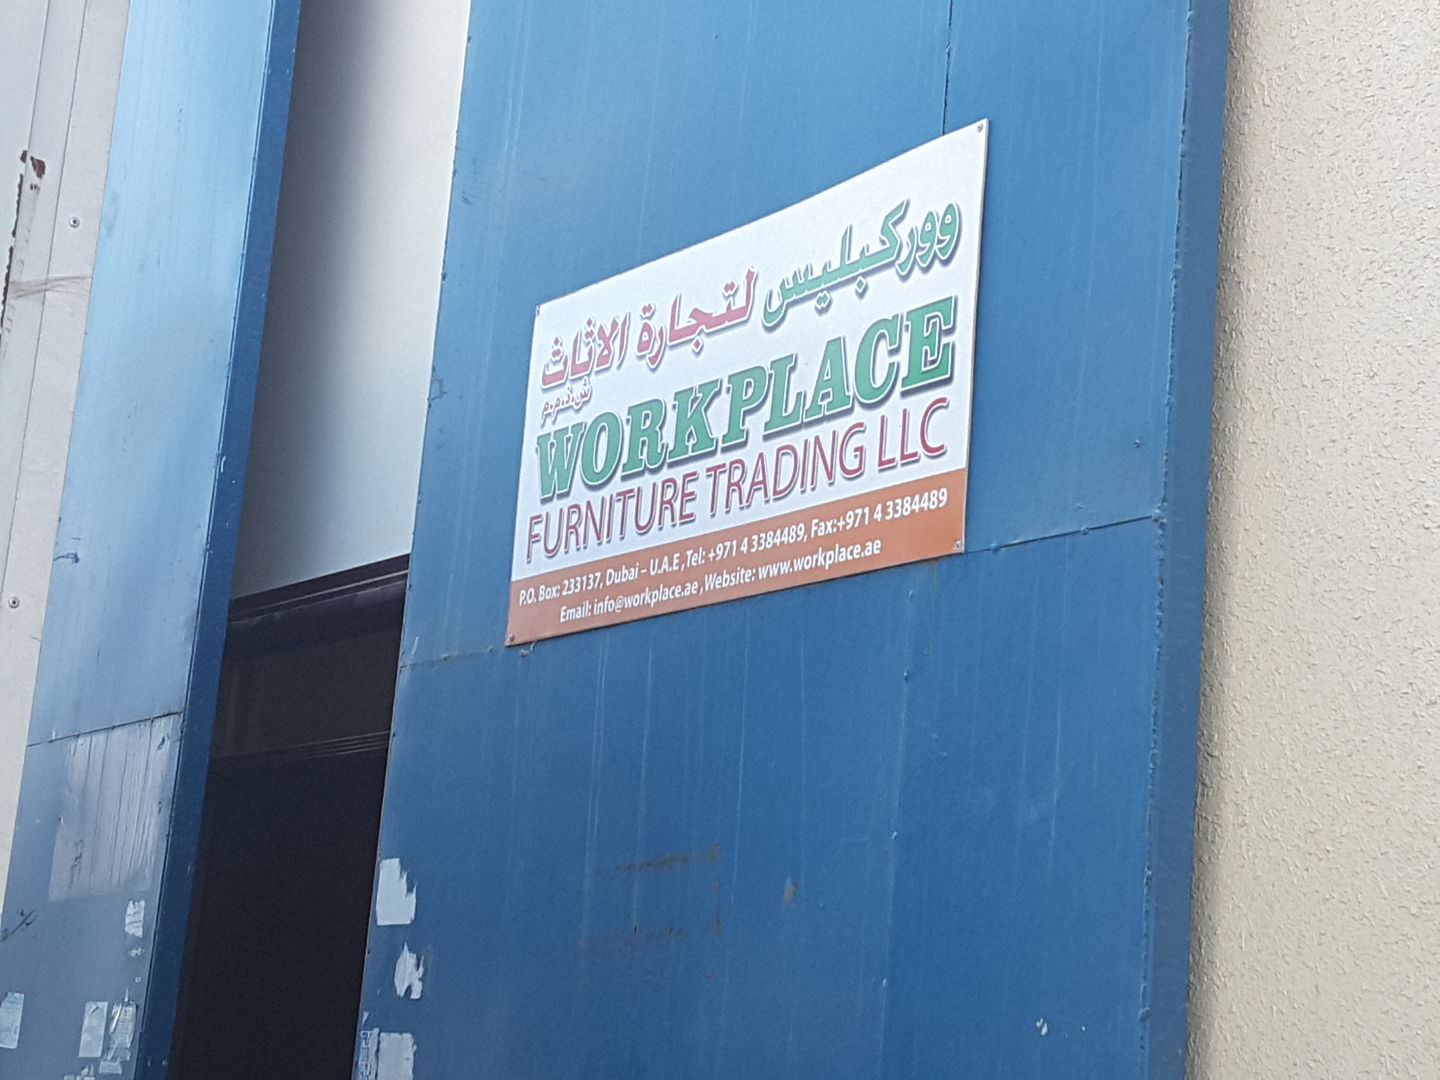 ووركبليس لتجارة الاثاث
ش.ذ.م.م
WORKPLACE
FURNITURE TRADING LLC
P.O. Box: 233137, Dubai – U.A.E , Tel: +971 4 3384489, Fax:+971 4 3384489
Email: info@workplace.ae , Website: www.workplace.ae